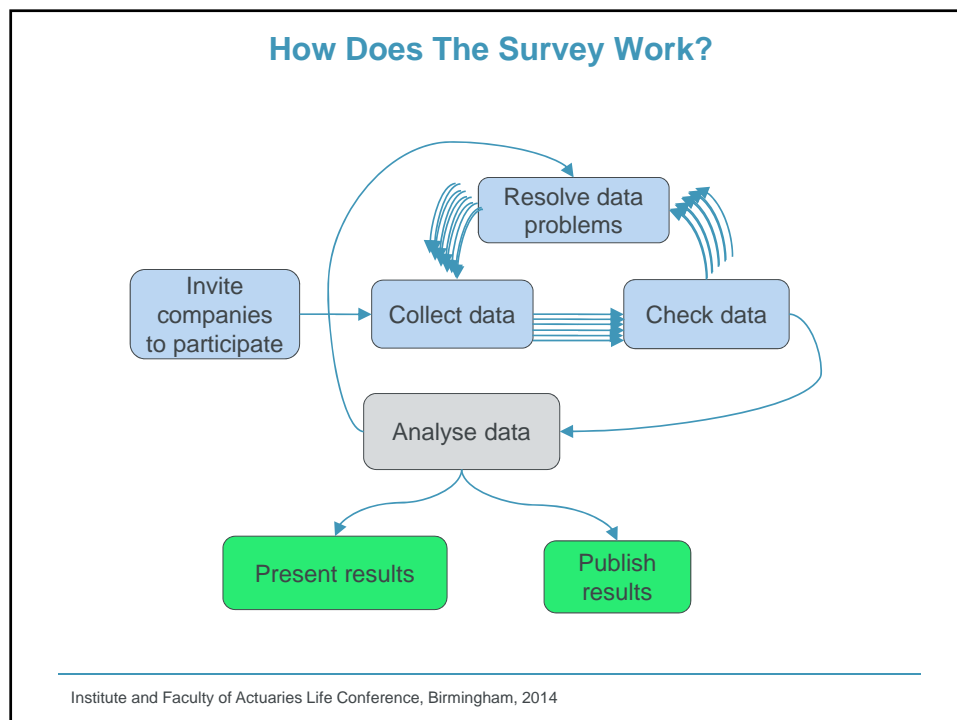 How Does The Survey Work?
Resolve data
problems
Invite
companies
to participate
Collect data
Check data
Analyse data
Present results
Publish
results
Institute and Faculty of Actuaries Life Conference, Birmingham, 2014